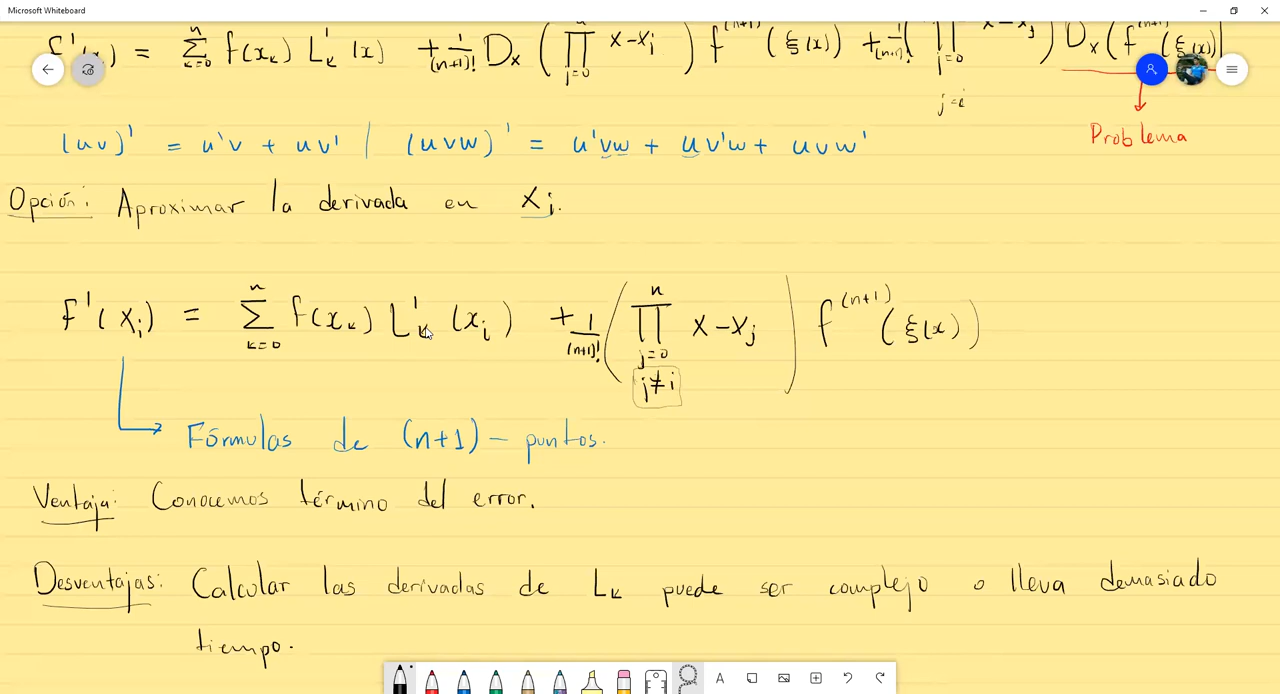 Microsoft Whiteboard
F'(x) = Σ_{k=0}^{n} f(x_k) L'_k (x) + 1/(n+1)! D_x ( ∏_{j=0} x-x_j ) f^{(n+1)} (ξ(x)) + 1/(n+1)! ( ∏_{j=0} x-x_j ) D_x ( f^{(n+1)} (ξ(x))
j=i
Problema
(uv)' = u'v + uv' | (uvw)' = u'vw + uv'w + uvw'
Opción: Aproximar la derivada en x_i.
F'(x_i) = Σ_{k=0}^{n} f(x_k) L'_k (x_i) + 1/(n+1)! ( ∏_{j=0, j≠i}^{n} x-x_j ) f^{(n+1)} (ξ(x))
Fórmulas de (n+1) - puntos.
Ventaja: Conocemos término del error.
Desventajas: Calcular las derivadas de L_k puede ser complejo o lleva demasiado
tiempo.
A